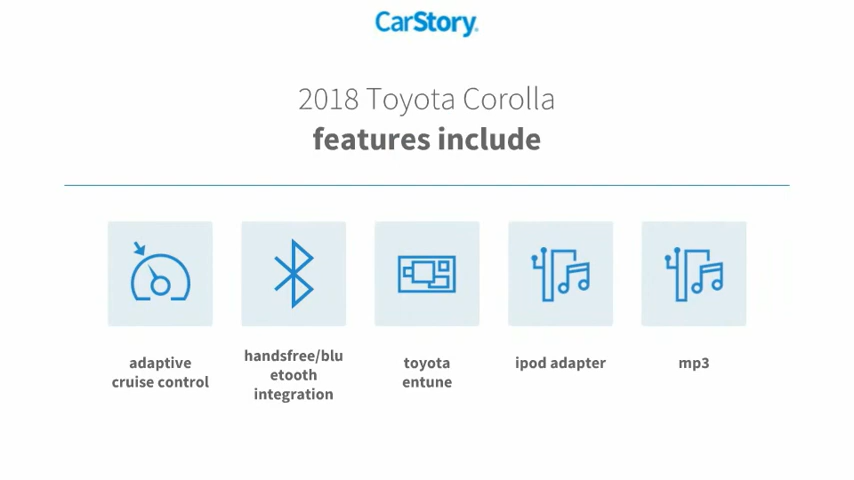 CarStory.
2018 Toyota Corolla
features include
adaptive
cruise control
handsfree/blu
etooth
integration
toyota
entune
ipod adapter
mp3